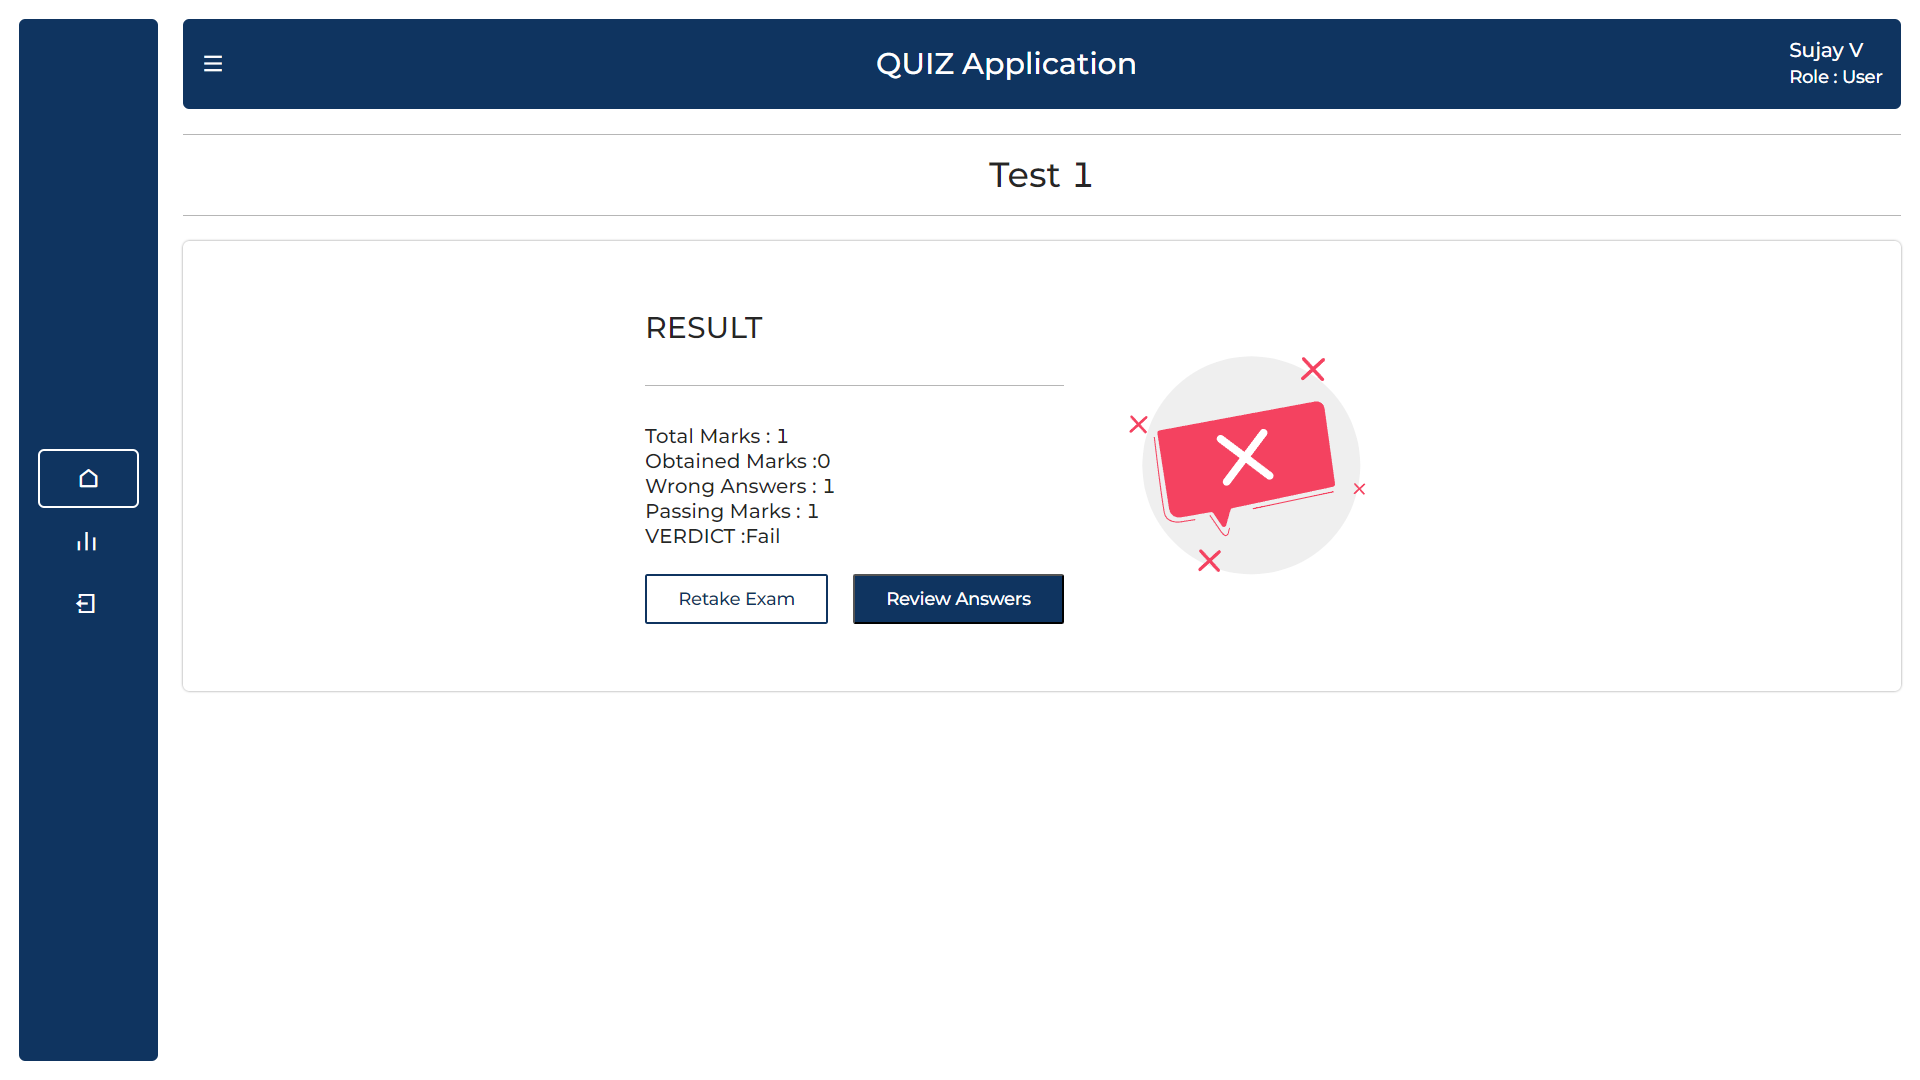 QUIZ Application
Sujay V
Role : User
Test 1
RESULT
Total Marks : 1
Obtained Marks :0
Wrong Answers : 1
Passing Marks : 1
VERDICT :Fail
Retake Exam
Review Answers